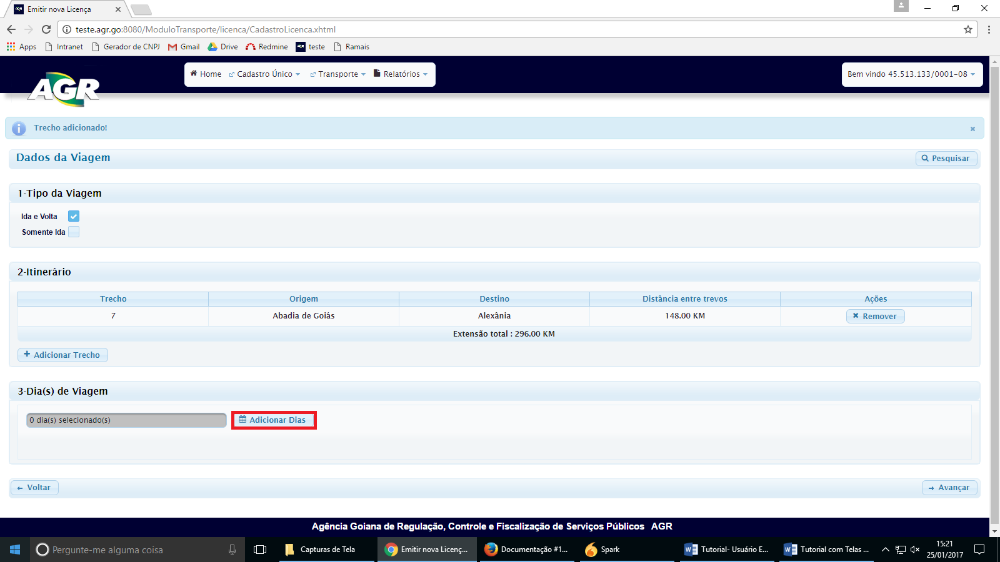 Emitir nova Licença
teste.agr.go:8080/ModuloTransporte/licenca/CadastroLicenca.xhtml
Apps Intranet Gerador de CNPJ Gmail Drive Redmine teste Ramais
AGR Home Cadastro Único Transporte Relatórios Bem vindo 45.513.133/0001-08
Trecho adicionado!
Dados da Viagem Pesquisar
1-Tipo da Viagem
Ida e Volta
Somente Ida
2-Itinerário
Trecho Origem Destino Distância entre trevos Ações
7 Abadia de Goiás Alexânia 148.00 KM Remover
Extensão total : 296.00 KM
Adicionar Trecho
3-Dia(s) de Viagem
0 dia(s) selecionado(s) Adicionar Dias
Voltar Avançar
Agência Goiana de Regulação, Controle e Fiscalização de Serviços Públicos AGR
Pergunte-me alguma coisa Capturas de Tela Emitir nova Licenç... Documentação #1... Spark Tutorial- Usuário E... Tutorial com Telas ... 15:21
25/01/2017